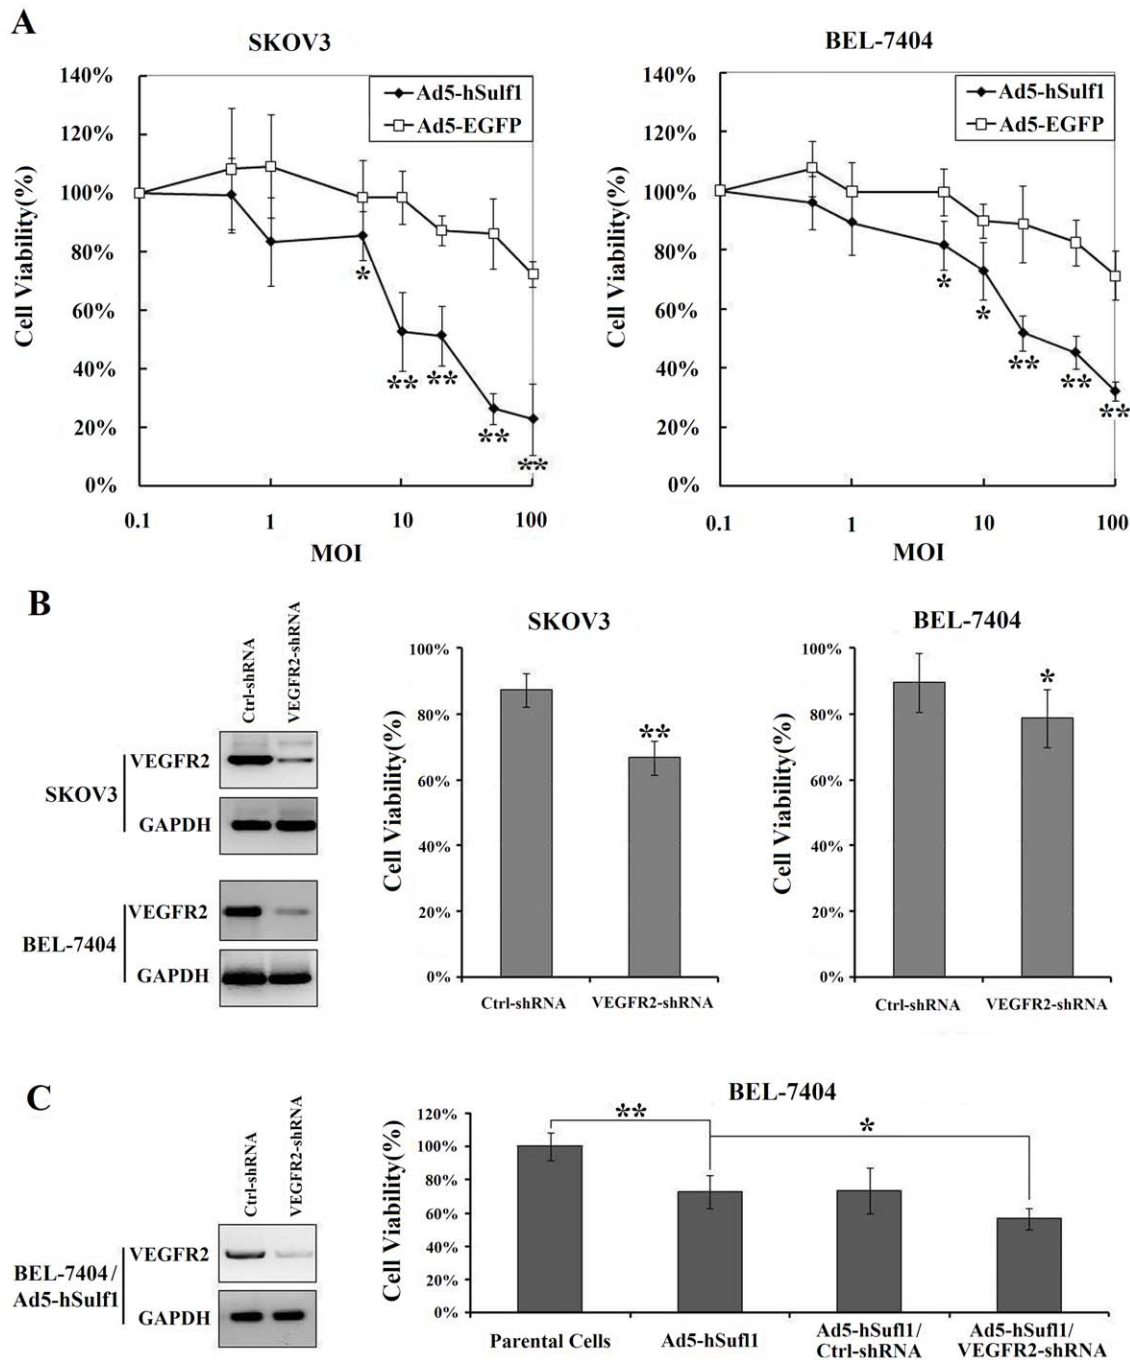 A
SKOV3
140%
120%
100%
80%
60%
40%
20%
0%
Cell Viability(%)
Ad5-hSulf1
Ad5-EGFP
*
**
**
**
**
0.1
1
10
100
MOI
BEL-7404
140%
120%
100%
80%
60%
40%
20%
0%
Cell Viability(%)
Ad5-hSulf1
Ad5-EGFP
*
*
**
**
**
0.1
1
10
100
MOI
B
Ctrl-shRNA
VEGFR2-shRNA
SKOV3
VEGFR2
GAPDH
BEL-7404
VEGFR2
GAPDH
SKOV3
100%
80%
60%
40%
20%
0%
Cell Viability(%)
**
Ctrl-shRNA
VEGFR2-shRNA
BEL-7404
100%
80%
60%
40%
20%
0%
Cell Viability(%)
*
Ctrl-shRNA
VEGFR2-shRNA
C
Ctrl-shRNA
VEGFR2-shRNA
BEL-7404/
Ad5-hSulf1
VEGFR2
GAPDH
BEL-7404
120%
100%
80%
60%
40%
20%
0%
Cell Viability(%)
**
*
Parental Cells
Ad5-hSufl1
Ad5-hSufl1/
Ctrl-shRNA
Ad5-hSufl1/
VEGFR2-shRNA